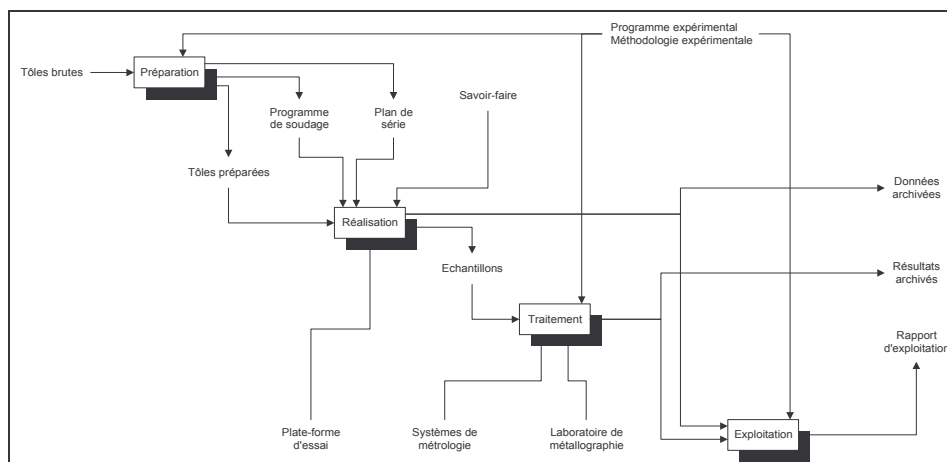 Programme expérimental
Méthodologie expérimentale
Tôles brutes
Préparation
Savoir-faire
Programme
de soudage
Plan de
série
Tôles préparées
Données
archivées
Réalisation
Echantillons
Résultats
archivés
Traitement
Rapport
d'exploitation
Plate-forme
d'essai
Systèmes de
métrologie
Laboratoire de
métallographie
Exploitation